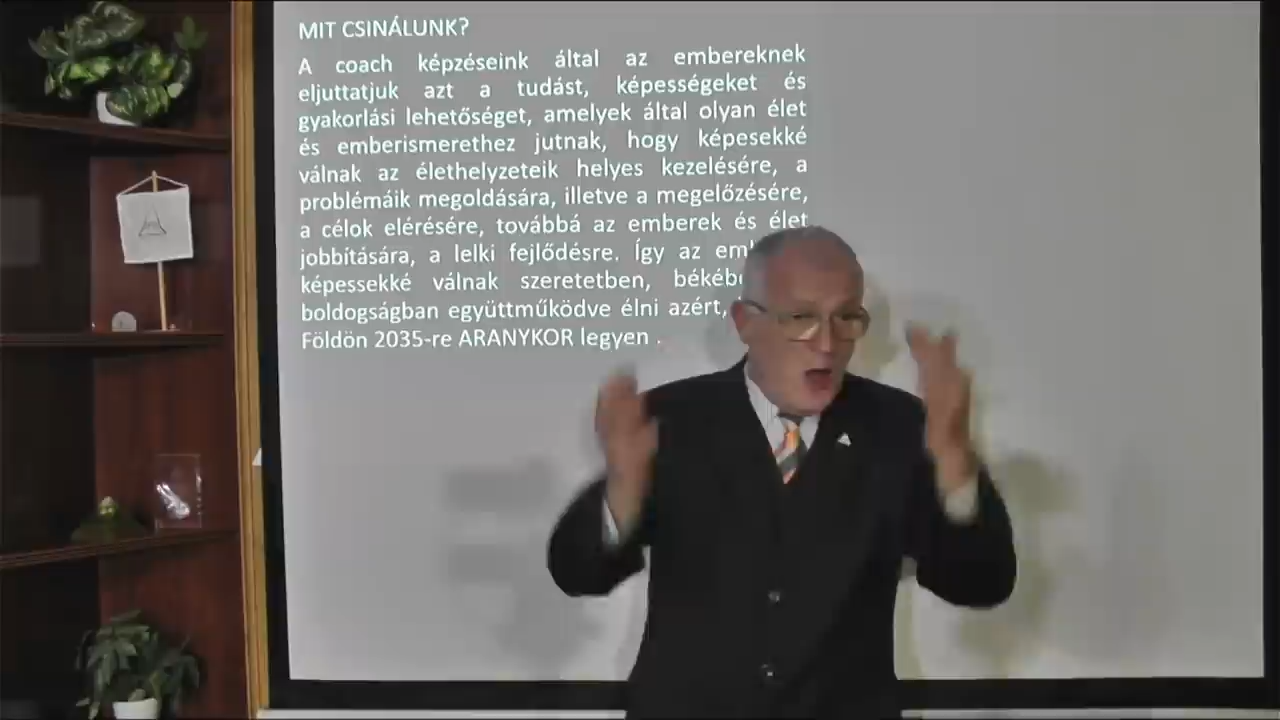 MIT CSINÁLUNK?
A coach képzéseink által az embereknek
eljuttatjuk azt a tudást, képességeket és
gyakorlási lehetőséget, amelyek által olyan élet
és emberismerethez jutnak, hogy képesekké
válnak az élethelyzeteik helyes kezelésére, a
problémáik megoldására, illetve a megelőzésére,
a célok elérésére, továbbá az emberek és élet
jobbítására, a lelki fejlődésre. Így az em
képessekké válnak szeretetben, békéb
boldogságban együttműködve élni azért,
Földön 2035-re ARANYKOR legyen .